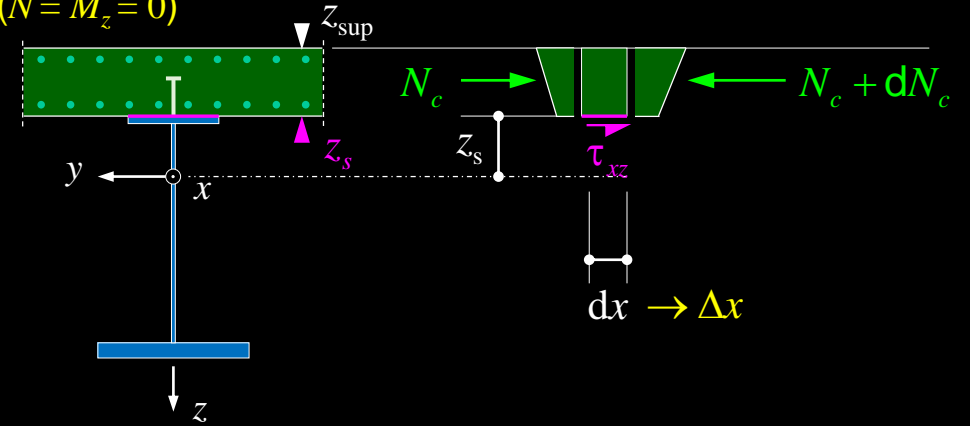 (N = M_z = 0)
z_sup
N_c
N_c + dN_c
z_s
z_s
τ_xz
y
x
dx → Δx
z